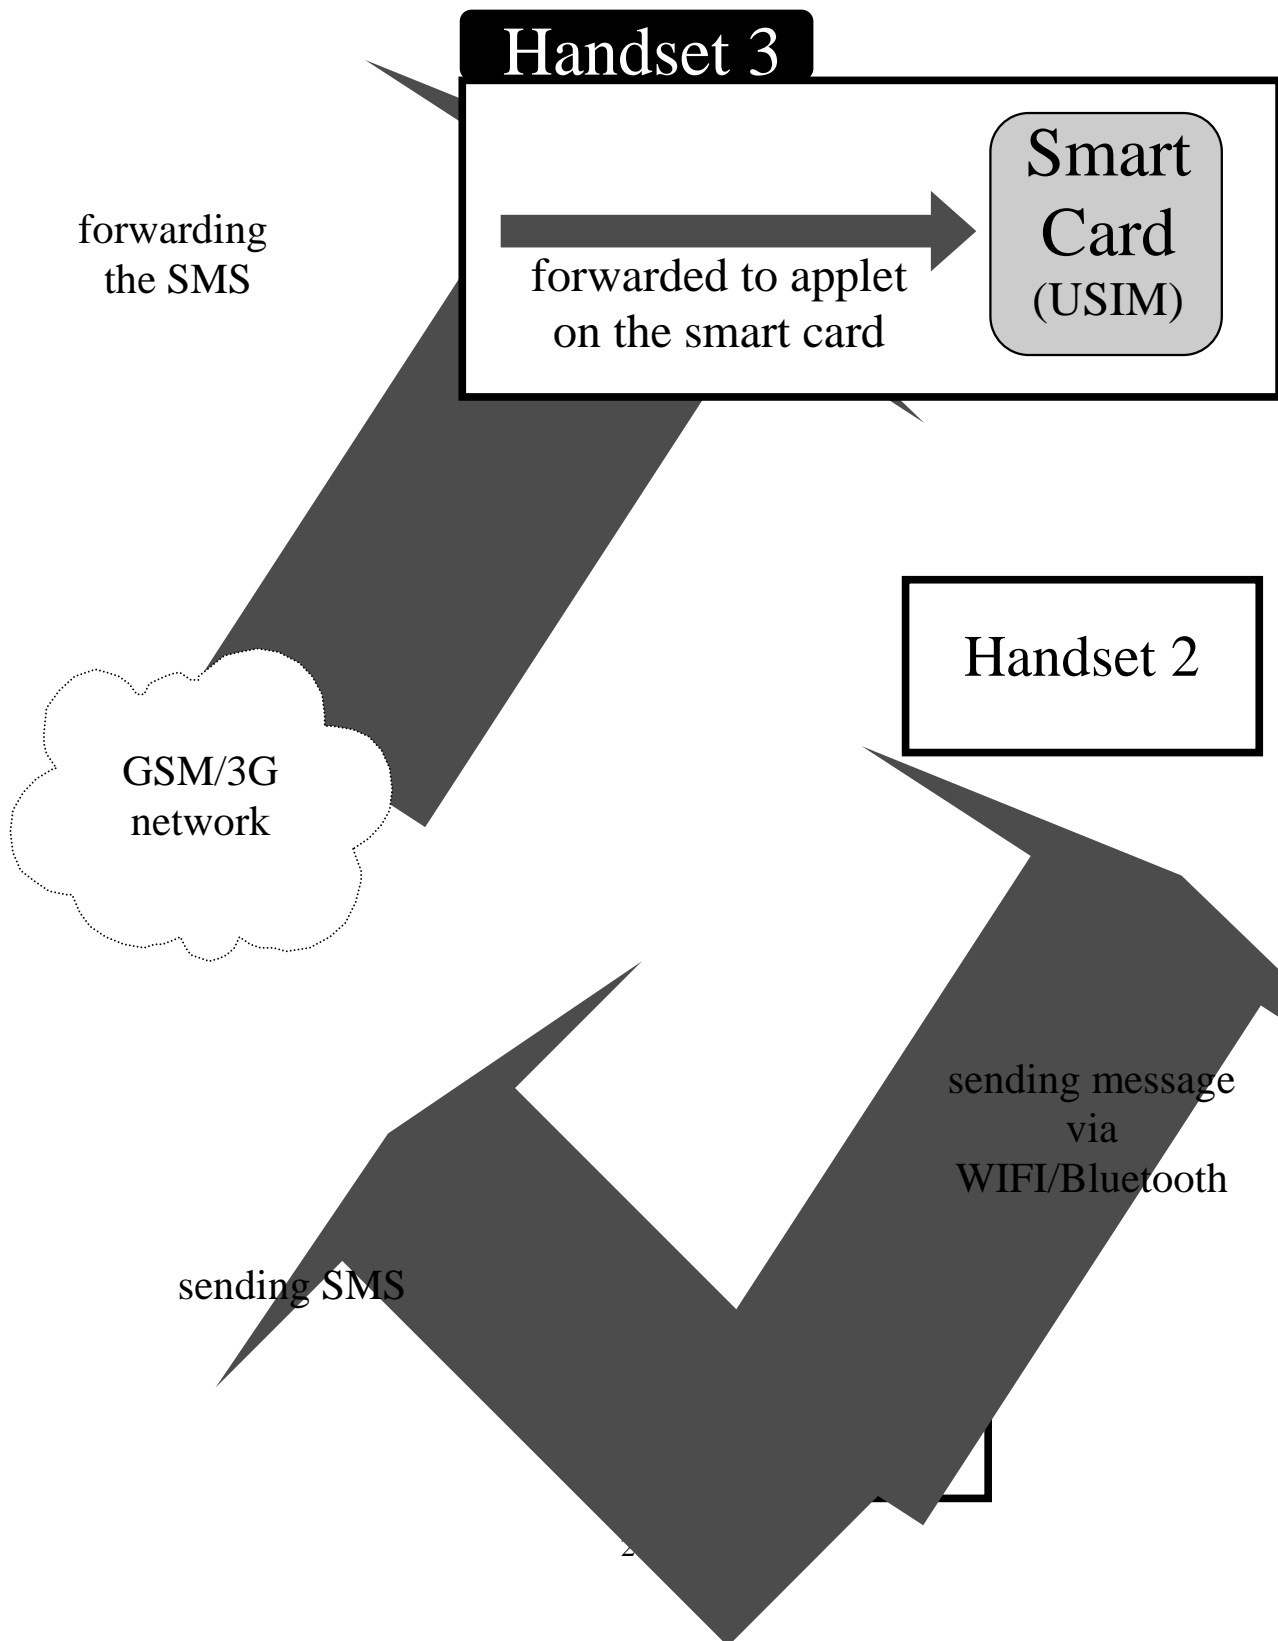 Handset 3
Smart
Card
(USIM)
forwarding
the SMS
forwarded to applet
on the smart card
Handset 2
GSM/3G
network
sending message
via
WIFI/Bluetooth
sending SMS
2